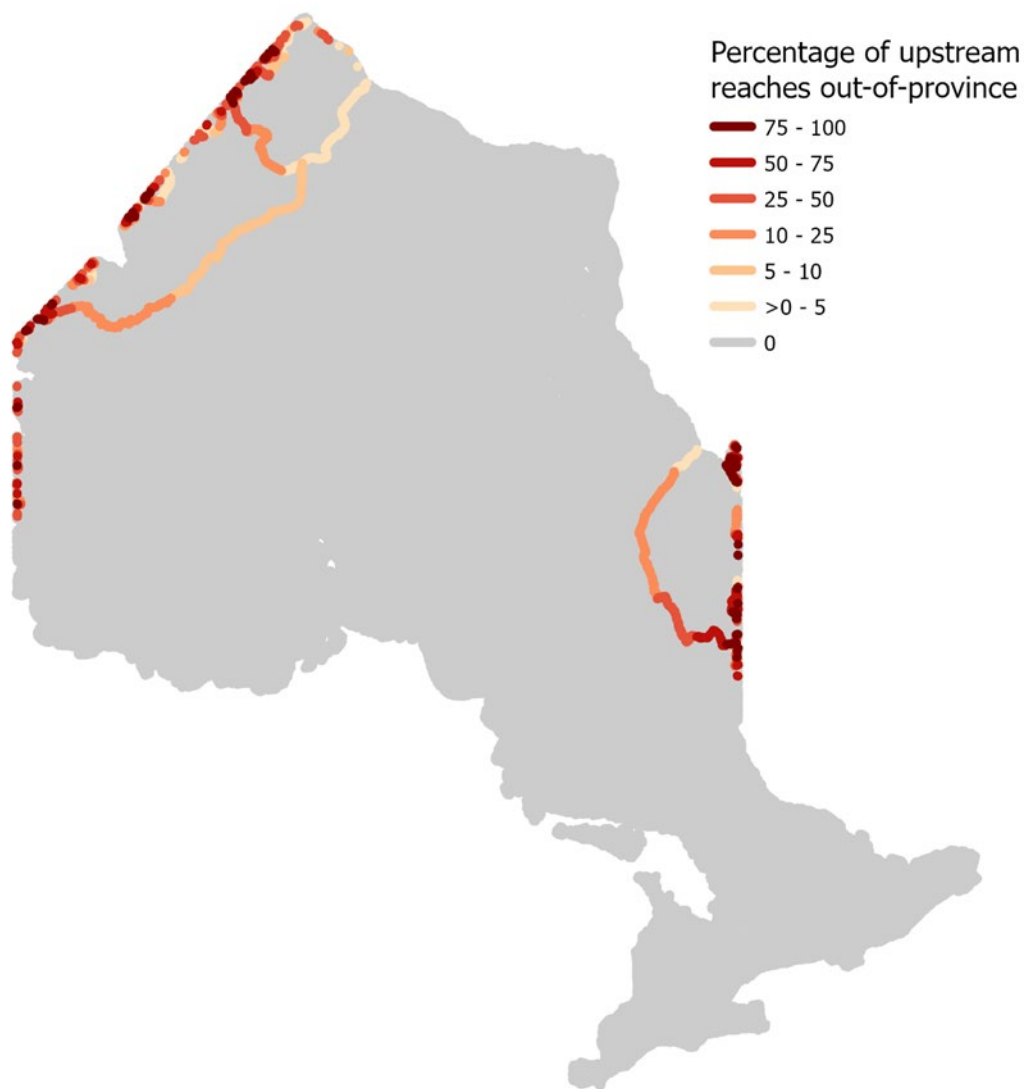 Percentage of upstream
reaches out-of-province
75 - 100
50 - 75
25 - 50
10 - 25
5 - 10
>0 - 5
0